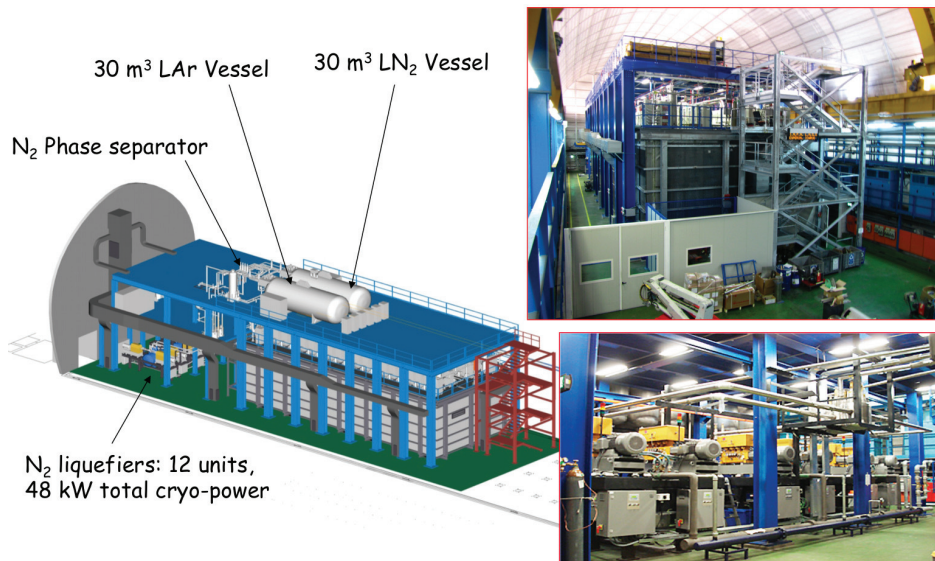 30 m³ LAr Vessel
30 m³ LN₂ Vessel
N₂ Phase separator
N₂ liquefiers: 12 units,
48 kW total cryo-power